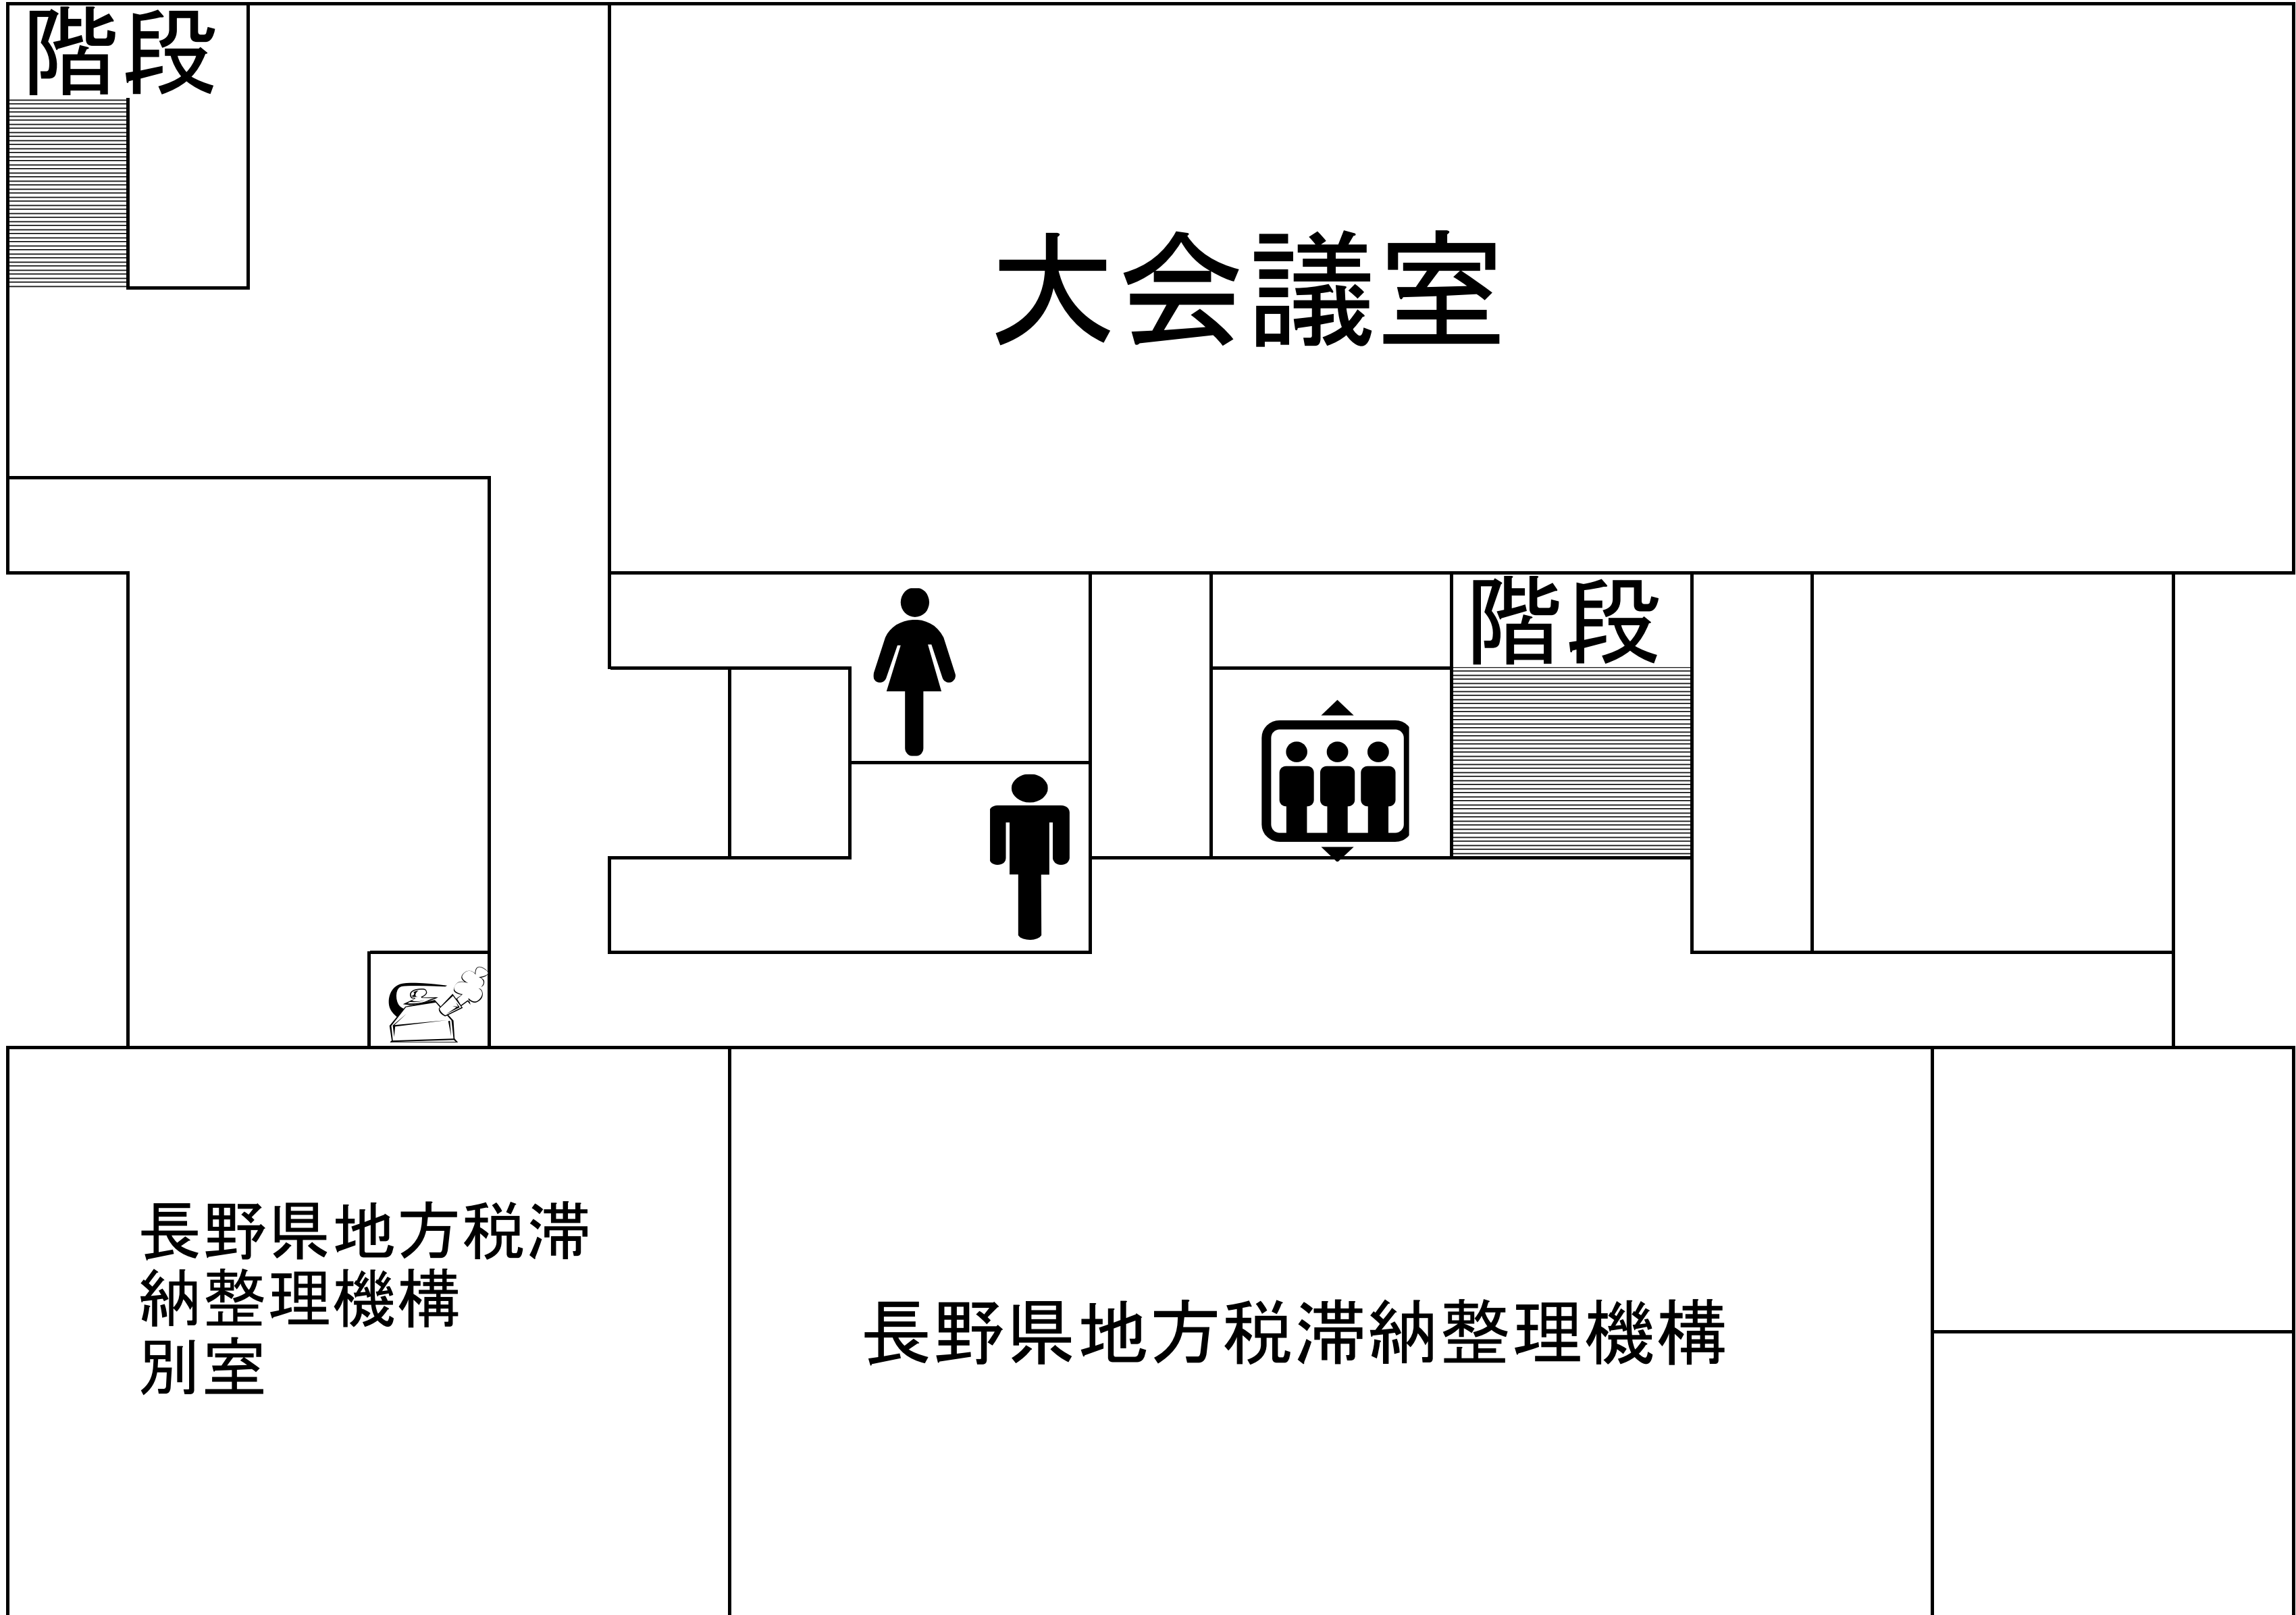 階段
大会議室
階段
長野県地方税滞
納整理機構
別室
長野県地方税滞納整理機構